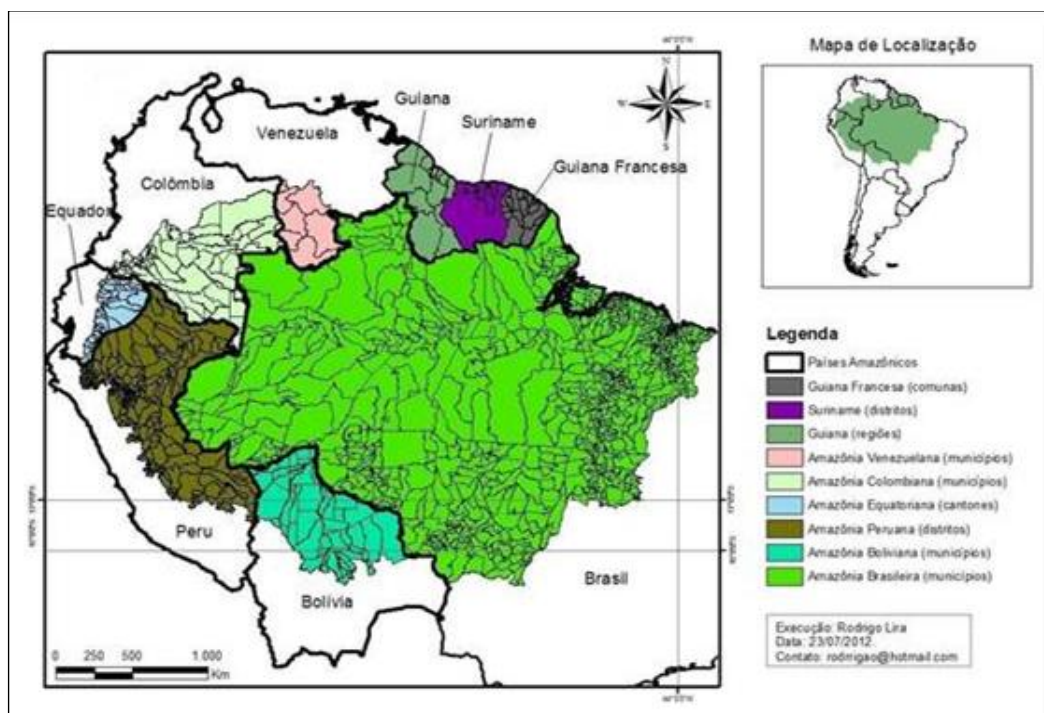 Mapa de Localização
N
W
E
S
Guiana
Venezuela
Suriname
Guiana Francesa
Colômbia
Equador
Peru
Bolívia
Brasil
Legenda
Países Amazônicos
Guiana Francesa (comunas)
Suriname (distritos)
Guiana (regiões)
Amazônia Venezuelana (municípios)
Amazônia Colombiana (municípios)
Amazônia Equatoriana (cantones)
Amazônia Peruana (distritos)
Amazônia Boliviana (municípios)
Amazônia Brasileira (municípios)
Execução: Rodrigo Lira
Data: 23/07/2012.
Contato: rodrrigao@hotmail.com
0 250 500 1.000
Km